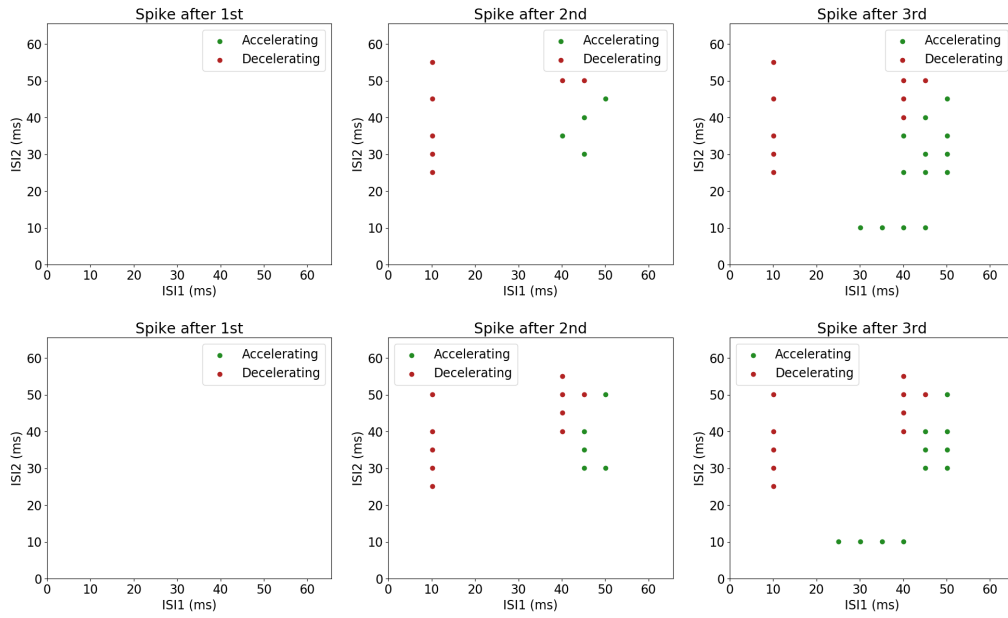 Spike after 1st
Accelerating
Decelerating
60
50
40
30
20
10
0
ISI2 (ms)
0 10 20 30 40 50 60
ISI1 (ms)
Spike after 2nd
Accelerating
Decelerating
60
50
40
30
20
10
0
ISI2 (ms)
0 10 20 30 40 50 60
ISI1 (ms)
Spike after 3rd
Accelerating
Decelerating
60
50
40
30
20
10
0
ISI2 (ms)
0 10 20 30 40 50 60
ISI1 (ms)
Spike after 1st
Accelerating
Decelerating
60
50
40
30
20
10
0
ISI2 (ms)
0 10 20 30 40 50 60
ISI1 (ms)
Spike after 2nd
Accelerating
Decelerating
60
50
40
30
20
10
0
ISI2 (ms)
0 10 20 30 40 50 60
ISI1 (ms)
Spike after 3rd
Accelerating
Decelerating
60
50
40
30
20
10
0
ISI2 (ms)
0 10 20 30 40 50 60
ISI1 (ms)